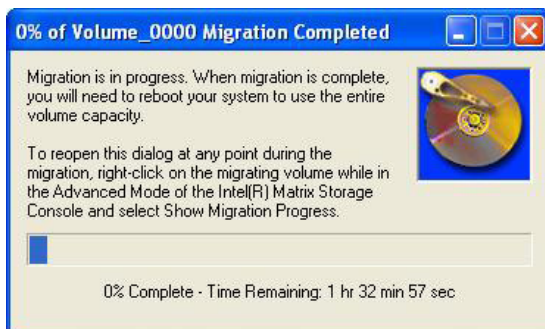 0% of Volume_0000 Migration Completed
Migration is in progress. When migration is complete,
you will need to reboot your system to use the entire
volume capacity.
To reopen this dialog at any point during the
migration, right-click on the migrating volume while in
the Advanced Mode of the Intel(R) Matrix Storage
Console and select Show Migration Progress.
0% Complete - Time Remaining: 1 hr 32 min 57 sec